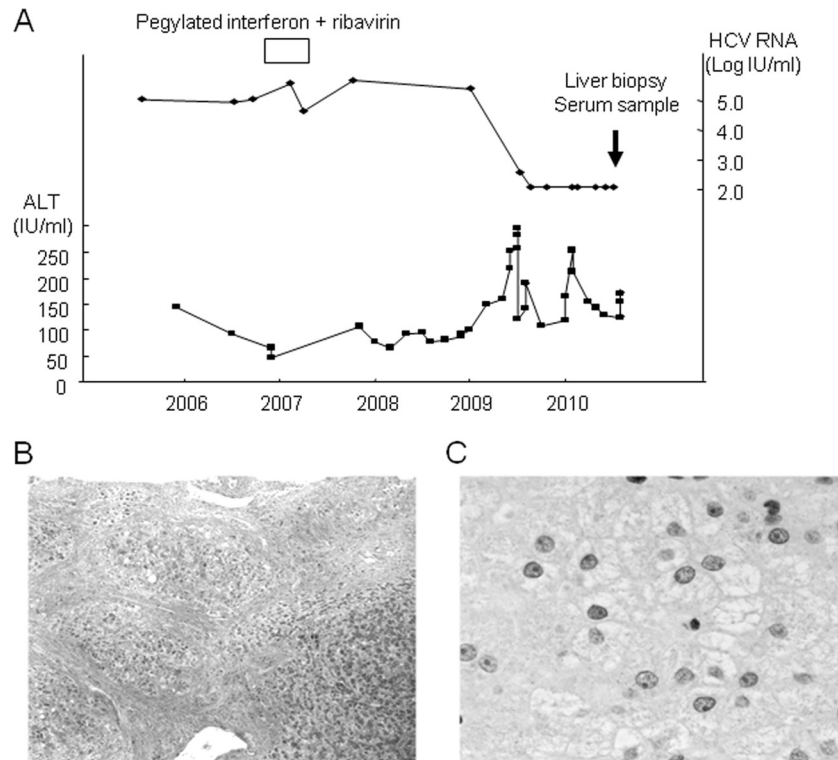 A
Pegylated interferon + ribavirin
HCV RNA
(Log IU/ml)
Liver biopsy
Serum sample
5.0
4.0
3.0
2.0
ALT
(IU/ml)
250
200
150
100
50
0
2006 2007 2008 2009 2010
B
C